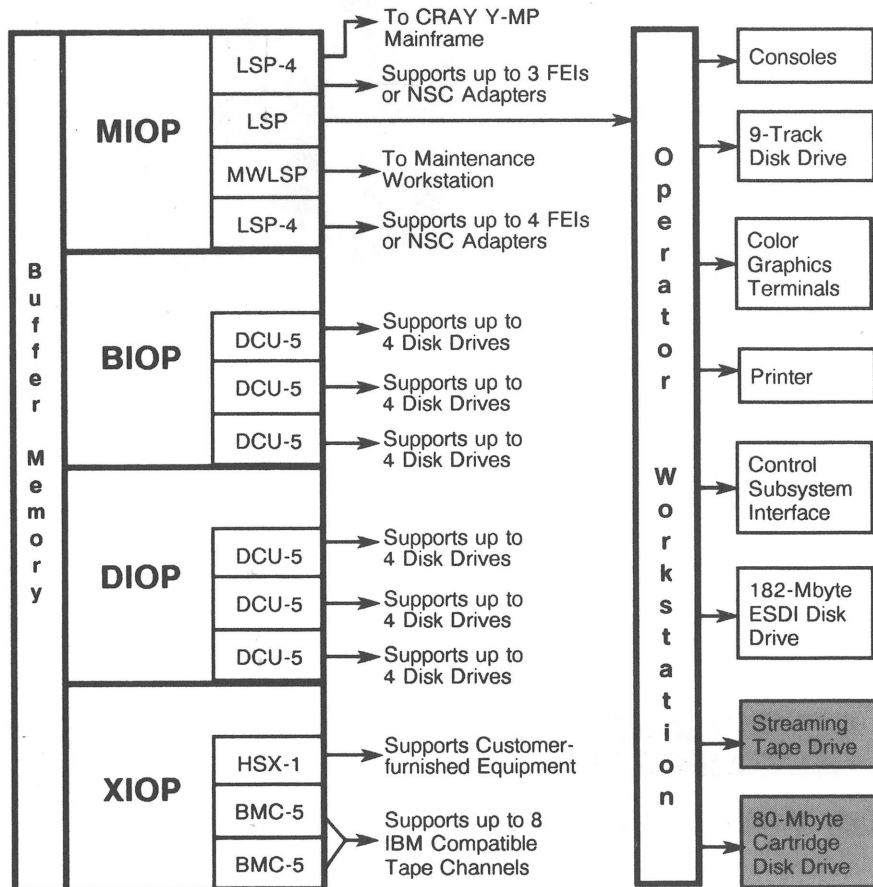 Buffer Memory
MIOP
LSP-4
To CRAY Y-MP
Mainframe
Supports up to 3 FEIs
or NSC Adapters
LSP
MWLSP
To Maintenance
Workstation
LSP-4
Supports up to 4 FEIs
or NSC Adapters
BIOP
DCU-5
Supports up to
4 Disk Drives
DCU-5
Supports up to
4 Disk Drives
DCU-5
Supports up to
4 Disk Drives
DIOP
DCU-5
Supports up to
4 Disk Drives
DCU-5
Supports up to
4 Disk Drives
DCU-5
Supports up to
4 Disk Drives
XIOP
HSX-1
Supports Customer-
furnished Equipment
BMC-5
BMC-5
Supports up to 8
IBM Compatible
Tape Channels
Operator Workstation
Consoles
9-Track
Disk Drive
Color
Graphics
Terminals
Printer
Control
Subsystem
Interface
182-Mbyte
ESDI Disk
Drive
Streaming
Tape Drive
80-Mbyte
Cartridge
Disk Drive